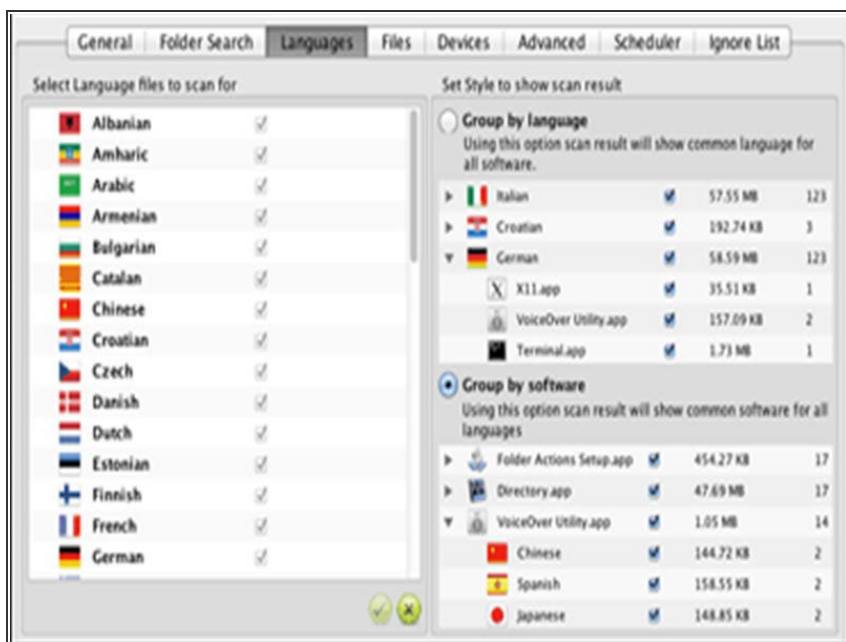 General Folder Search Languages Files Devices Advanced Scheduler Ignore List
Select Language files to scan for
Albanian
Amharic
Arabic
Armenian
Bulgarian
Catalan
Chinese
Croatian
Czech
Danish
Dutch
Estonian
Finnish
French
German
Set Style to show scan result
Group by language
Using this option scan result will show common language for
all software.
Italian 57.55 MB 123
Croatian 192.74 KB 3
German 58.59 MB 123
X11.app 35.51 KB 1
VoiceOver Utility.app 157.09 KB 2
Terminal.app 1.73 MB 1
Group by software
Using this option scan result will show common software for all
languages
Folder Actions Setup.app 454.27 KB 17
Directory.app 47.69 MB 17
VoiceOver Utility.app 1.05 MB 14
Chinese 144.72 KB 2
Spanish 158.55 KB 2
Japanese 148.85 KB 2